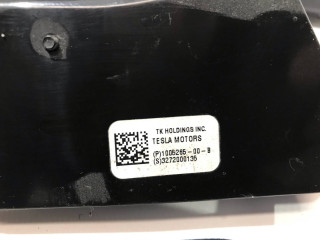 TK HOLDINGS INC.
TESLA MOTORS
(P)1005265-00-B
(S)3272000135